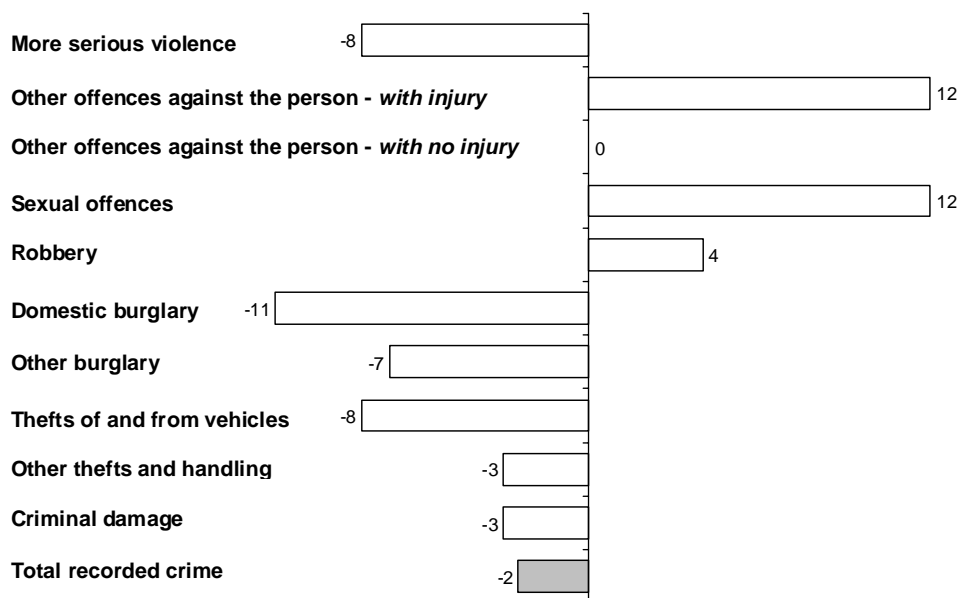 More serious violence -8
Other offences against the person - with injury 12
Other offences against the person - with no injury 0
Sexual offences 12
Robbery 4
Domestic burglary -11
Other burglary -7
Thefts of and from vehicles -8
Other thefts and handling -3
Criminal damage -3
Total recorded crime -2